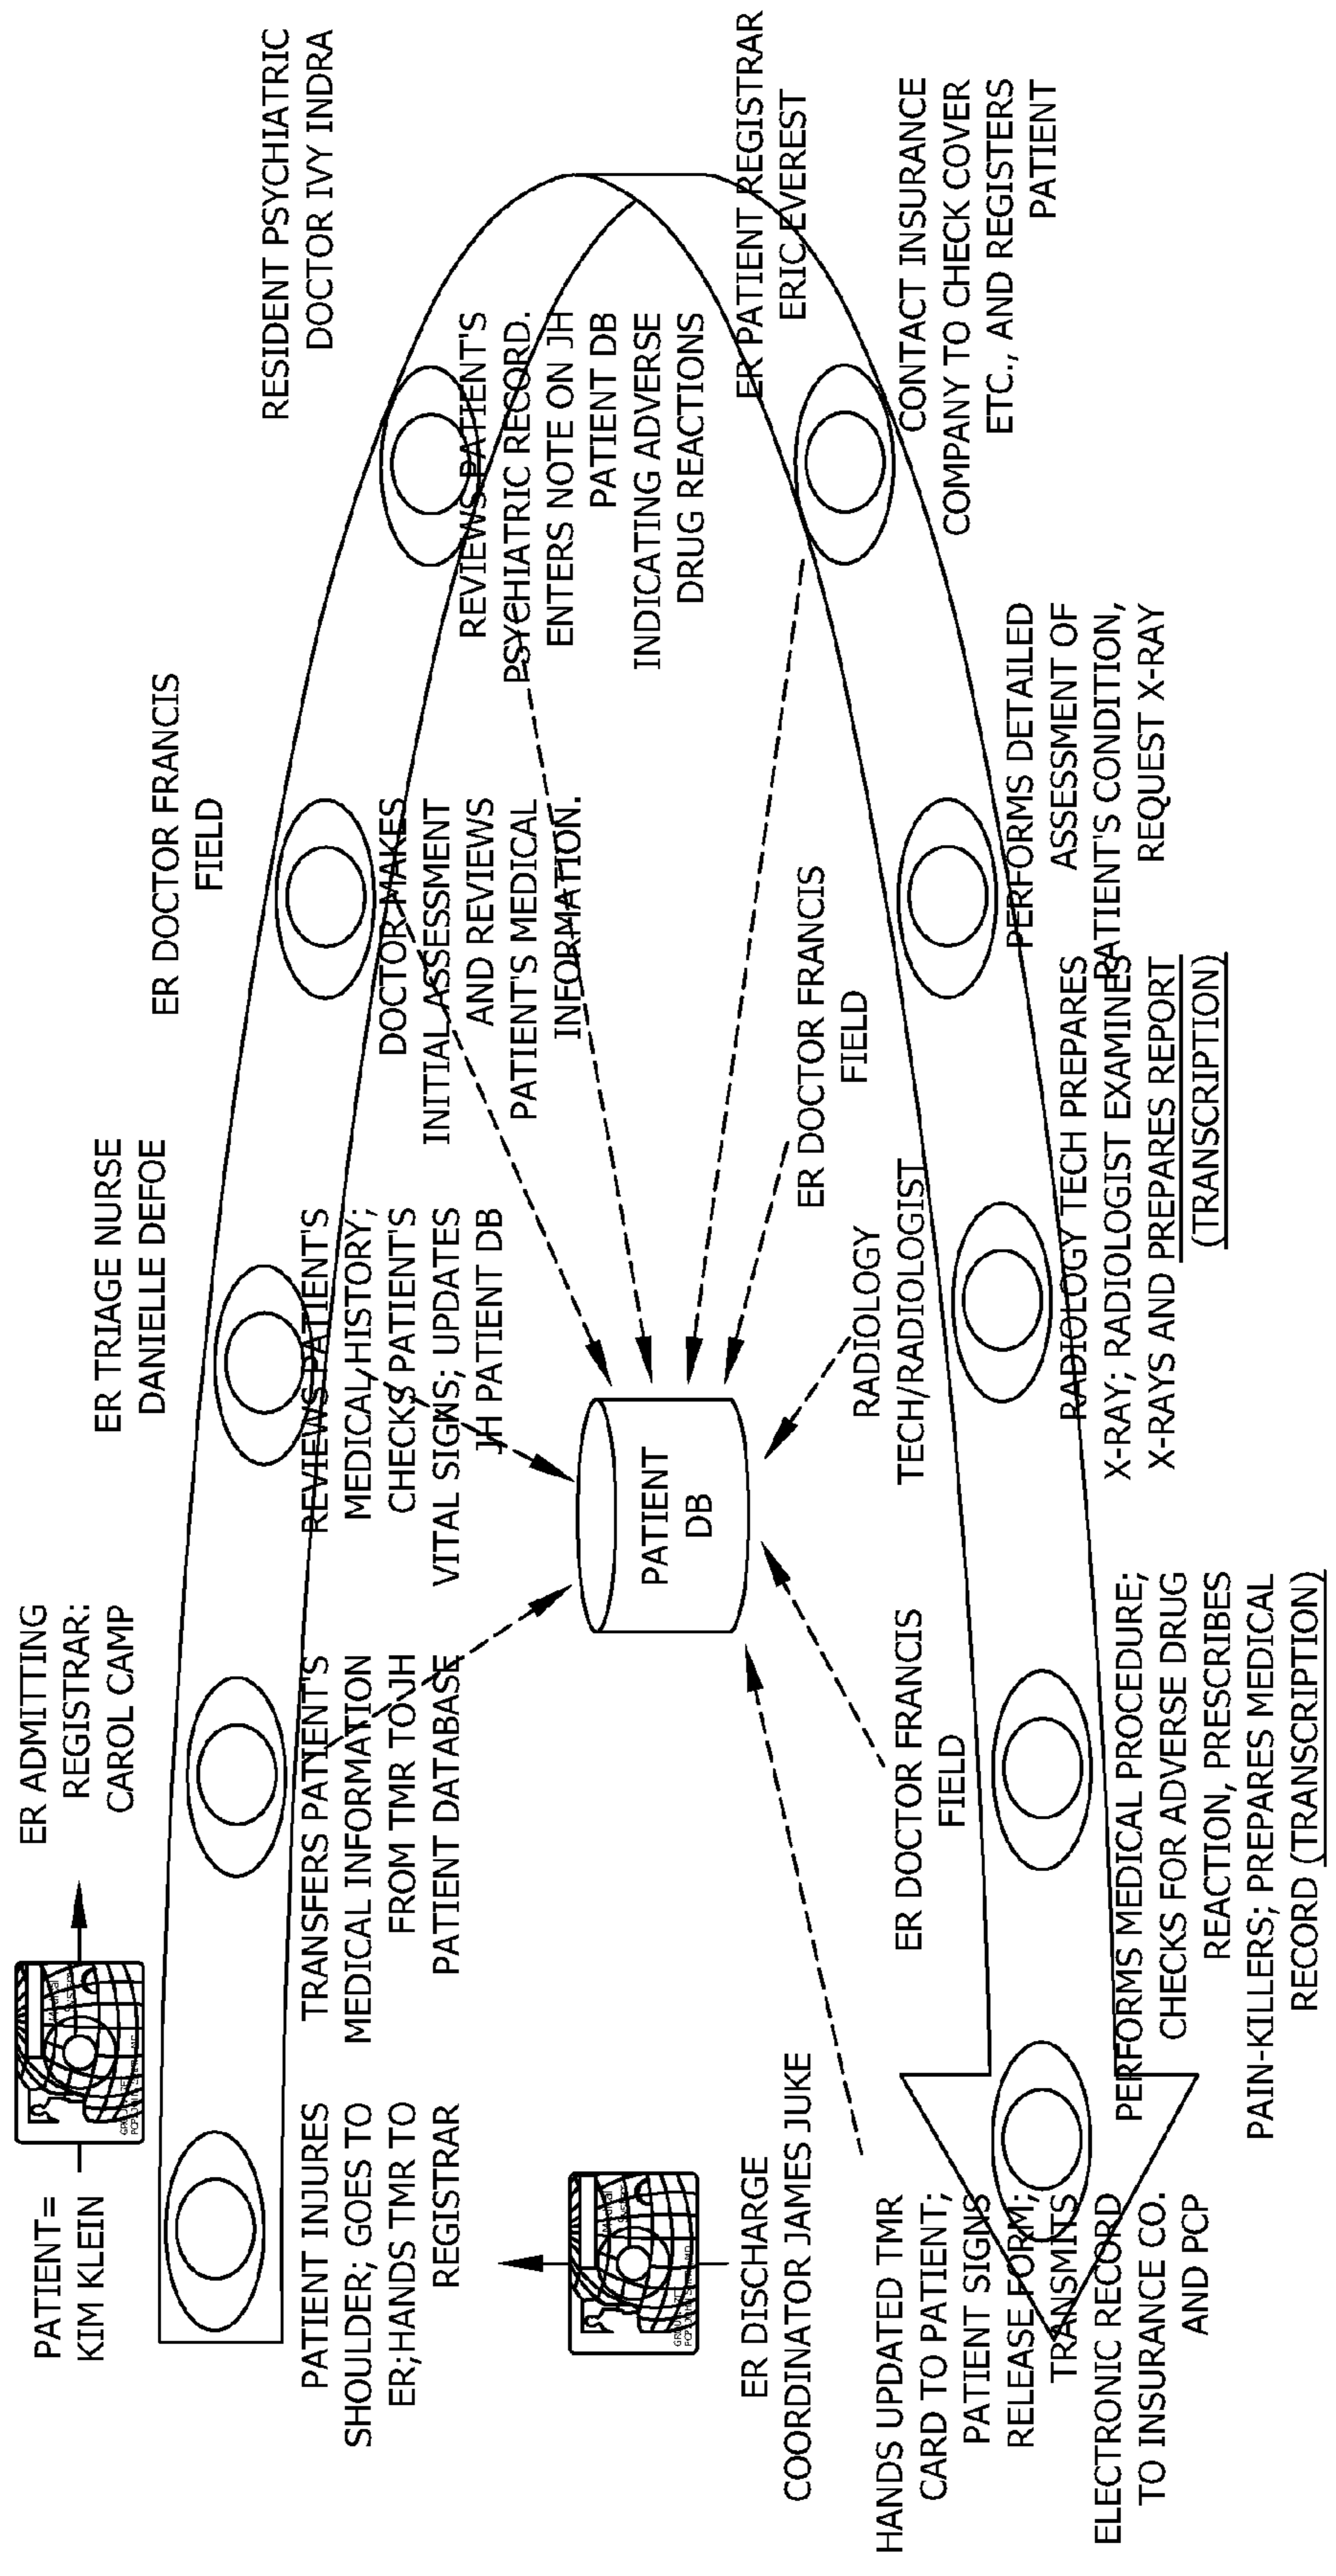 PATIENT=
KIM KLEIN
PATIENT INJURES
SHOULDER; GOES TO
ER;HANDS TMR TO
REGISTRAR
ER ADMITTING
REGISTRAR:
CAROL CAMP
TRANSFERS PATIENT'S
MEDICAL INFORMATION
FROM TMR TO JH
PATIENT DATABASE
ER TRIAGE NURSE
DANIELLE DEFOE
REVIEWS PATIENT'S
MEDICAL HISTORY;
CHECKS PATIENT'S
VITAL SIGNS; UPDATES
JH PATIENT DB
ER DOCTOR FRANCIS
FIELD
DOCTOR MAKES
INITIAL ASSESSMENT
AND REVIEWS
PATIENT'S MEDICAL
INFORMATION.
RESIDENT PSYCHIATRIC
DOCTOR IVY INDRA
REVIEWS PATIENT'S
PSYCHIATRIC RECORD.
ENTERS NOTE ON JH
PATIENT DB
INDICATING ADVERSE
DRUG REACTIONS
PATIENT
DB
ER PATIENT REGISTRAR
ERIC EVEREST
CONTACT INSURANCE
COMPANY TO CHECK COVER
ETC., AND REGISTERS
PATIENT
ER DOCTOR FRANCIS
FIELD
PERFORMS DETAILED
ASSESSMENT OF
PATIENT'S CONDITION,
REQUEST X-RAY
RADIOLOGY
TECH/RADIOLOGIST
RADIOLOGY TECH PREPARES
X-RAY; RADIOLOGIST EXAMINES
X-RAYS AND PREPARES REPORT
(TRANSCRIPTION)
ER DOCTOR FRANCIS
FIELD
PERFORMS MEDICAL PROCEDURE;
CHECKS FOR ADVERSE DRUG
REACTION, PRESCRIBES
PAIN-KILLERS; PREPARES MEDICAL
RECORD (TRANSCRIPTION)
ER DISCHARGE
COORDINATOR JAMES JUKE
HANDS UPDATED TMR
CARD TO PATIENT;
PATIENT SIGNS
RELEASE FORM;
TRANSMITS
ELECTRONIC RECORD
TO INSURANCE CO.
AND PCP